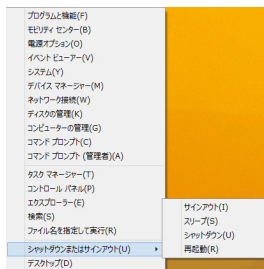 プログラムと機能(F)
モビリティ センター(B)
電源オプション(O)
イベント ビューアー(V)
システム(Y)
デバイス マネージャー(M)
ネットワーク接続(W)
ディスクの管理(K)
コンピューターの管理(G)
コマンド プロンプト(C)
コマンド プロンプト (管理者)(A)
タスク マネージャー(T)
コントロール パネル(P)
エクスプローラー(E)
検索(S)
ファイル名を指定して実行(R)
シャットダウンまたはサインアウト(U)
デスクトップ(D)
サインアウト(I)
スリープ(S)
シャットダウン(U)
再起動(R)